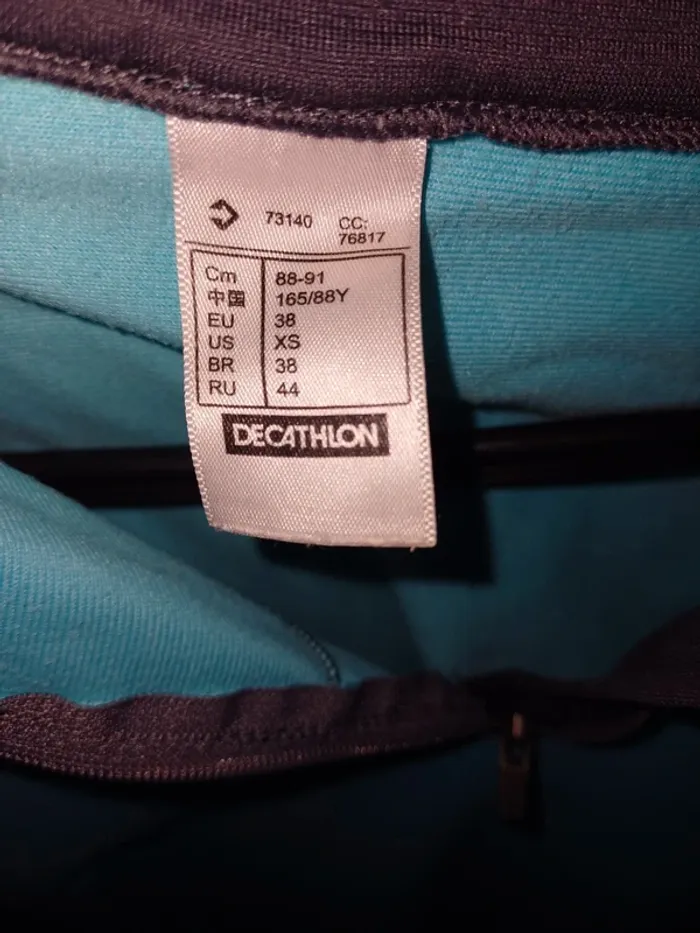 73140 CC:
76817
Cm 88-91
中国 165/88Y
EU 38
US XS
BR 38
RU 44
DECATHLON